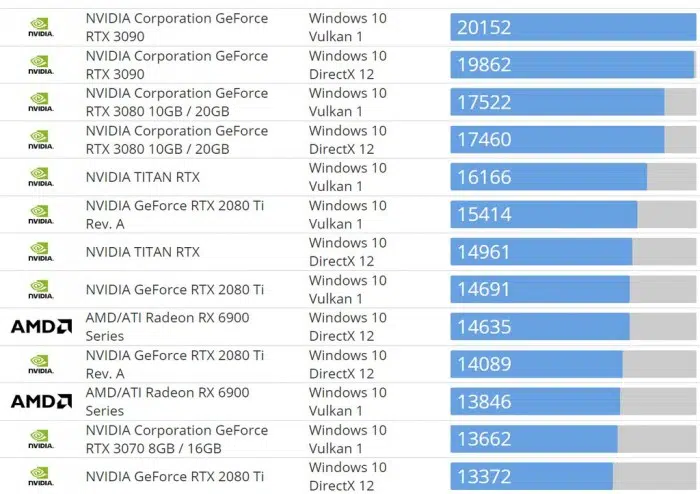 NVIDIA.
NVIDIA Corporation GeForce
RTX 3090
Windows 10
Vulkan 1
20152
NVIDIA.
NVIDIA Corporation GeForce
RTX 3090
Windows 10
DirectX 12
19862
NVIDIA.
NVIDIA Corporation GeForce
RTX 3080 10GB / 20GB
Windows 10
Vulkan 1
17522
NVIDIA.
NVIDIA Corporation GeForce
RTX 3080 10GB / 20GB
Windows 10
DirectX 12
17460
NVIDIA.
NVIDIA TITAN RTX
Windows 10
Vulkan 1
16166
NVIDIA.
NVIDIA GeForce RTX 2080 Ti
Rev. A
Windows 10
Vulkan 1
15414
NVIDIA.
NVIDIA TITAN RTX
Windows 10
DirectX 12
14961
NVIDIA.
NVIDIA GeForce RTX 2080 Ti
Windows 10
Vulkan 1
14691
AMD
AMD/ATI Radeon RX 6900
Series
Windows 10
DirectX 12
14635
NVIDIA.
NVIDIA GeForce RTX 2080 Ti
Rev. A
Windows 10
DirectX 12
14089
AMD
AMD/ATI Radeon RX 6900
Series
Windows 10
Vulkan 1
13846
NVIDIA.
NVIDIA Corporation GeForce
RTX 3070 8GB / 16GB
Windows 10
Vulkan 1
13662
NVIDIA.
NVIDIA GeForce RTX 2080 Ti
Windows 10
DirectX 12
13372